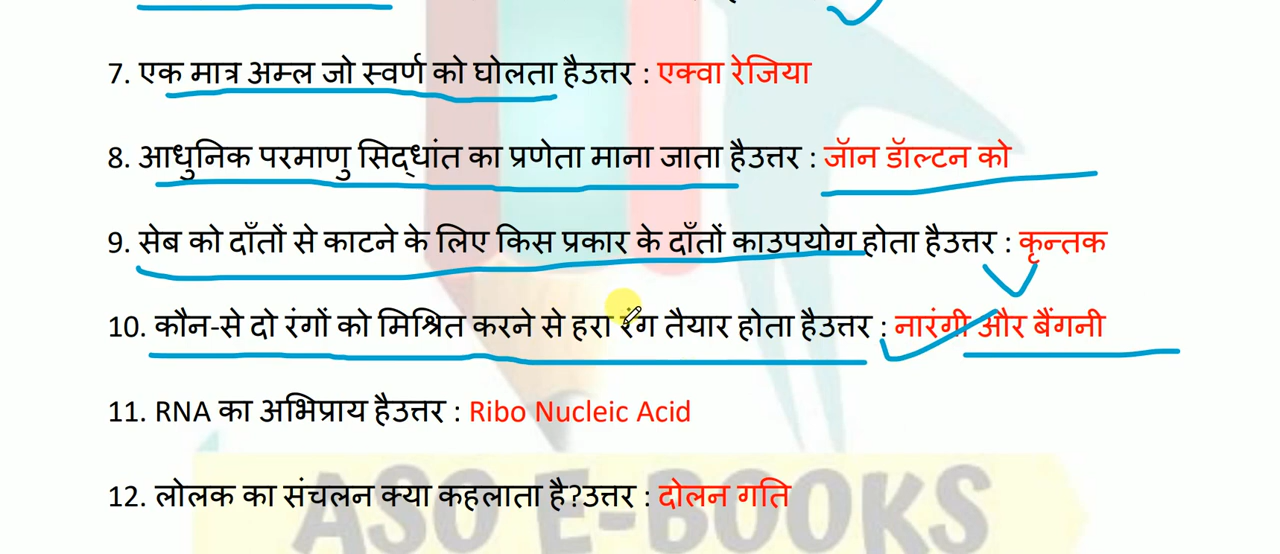 7. एक मात्र अम्ल जो स्वर्ण को घोलता हैउत्तर : एक्वा रेजिया
8. आधुनिक परमाणु सिद्धांत का प्रणेता माना जाता हैउत्तर : जॉन डॉल्टन को
9. सेब को दाँतों से काटने के लिए किस प्रकार के दाँतों काउपयोग होता हैउत्तर : कृन्तक
10. कौन-से दो रंगों को मिश्रित करने से हरा रंग तैयार होता हैउत्तर : नारंगी और बैंगनी
11. RNA का अभिप्राय हैउत्तर : Ribo Nucleic Acid
12. लोलक का संचलन क्या कहलाता है?उत्तर : दोलन गति
ASO E-BOOKS